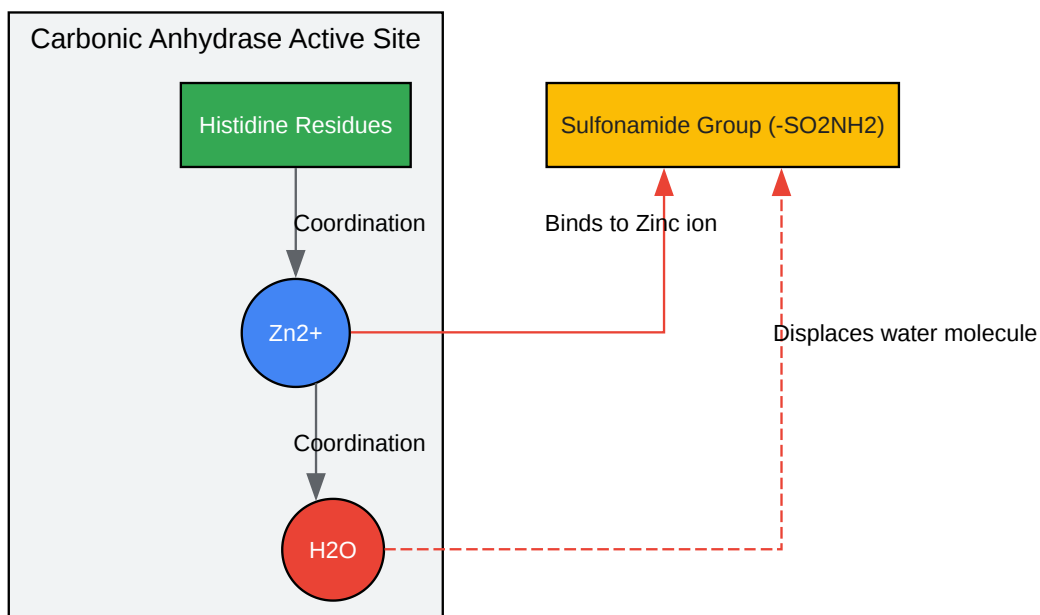 Carbonic Anhydrase Active Site
Histidine Residues
Sulfonamide Group (-SO2NH2)
Coordination
Binds to Zinc ion
Zn2+
Displaces water molecule
Coordination
H2O